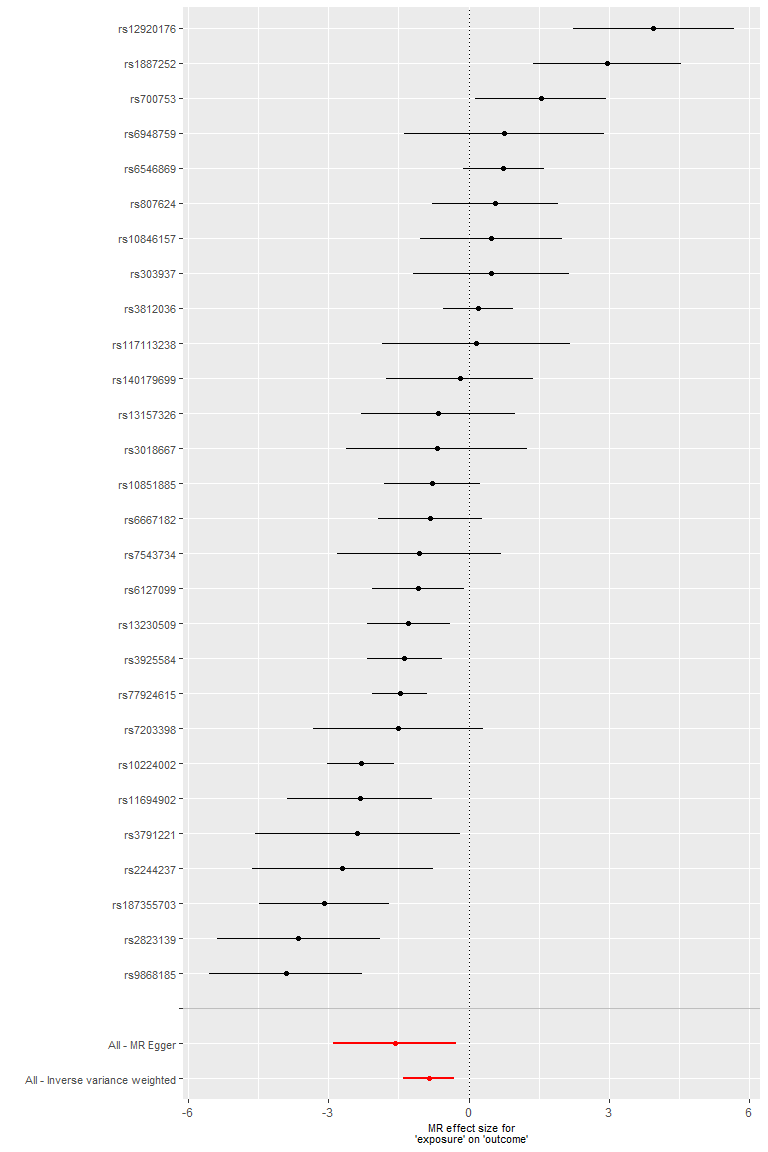 rs12920176
rs1887252
rs700753
rs6948759
rs6546869
rs807624
rs10846157
rs303937
rs3812036
rs117113238
rs140179699
rs13157326
rs3018667
rs10851885
rs6667182
rs7543734
rs6127099
rs13230509
rs3925584
rs77924615
rs7203398
rs10224002
rs11694902
rs3791221
rs2244237
rs187355703
rs2823139
rs9868185
All - MR Egger
All - Inverse variance weighted
-6 -3 0 3 6
MR effect size for
'exposure' on 'outcome'